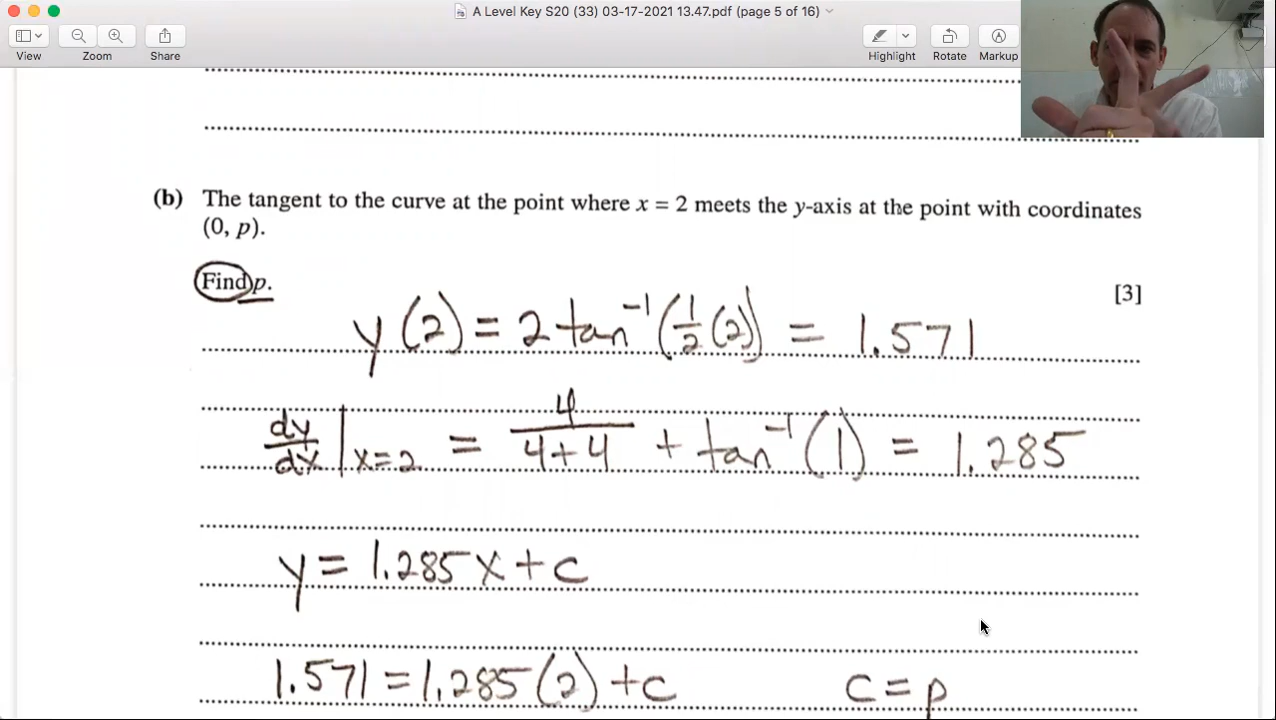 A Level Key S20 (33) 03-17-2021 13.47.pdf (page 5 of 16)
View Zoom Share Highlight Rotate Markup
(b) The tangent to the curve at the point where x = 2 meets the y-axis at the point with coordinates
(0, p).
Find p. [3]
y(2) = 2 tan⁻¹(1/2 (2)) = 1.571
dy/dx |x=2 = 4/(4+4) + tan⁻¹(1) = 1.285
y = 1.285x + c
1.571 = 1.285(2) + c c = p